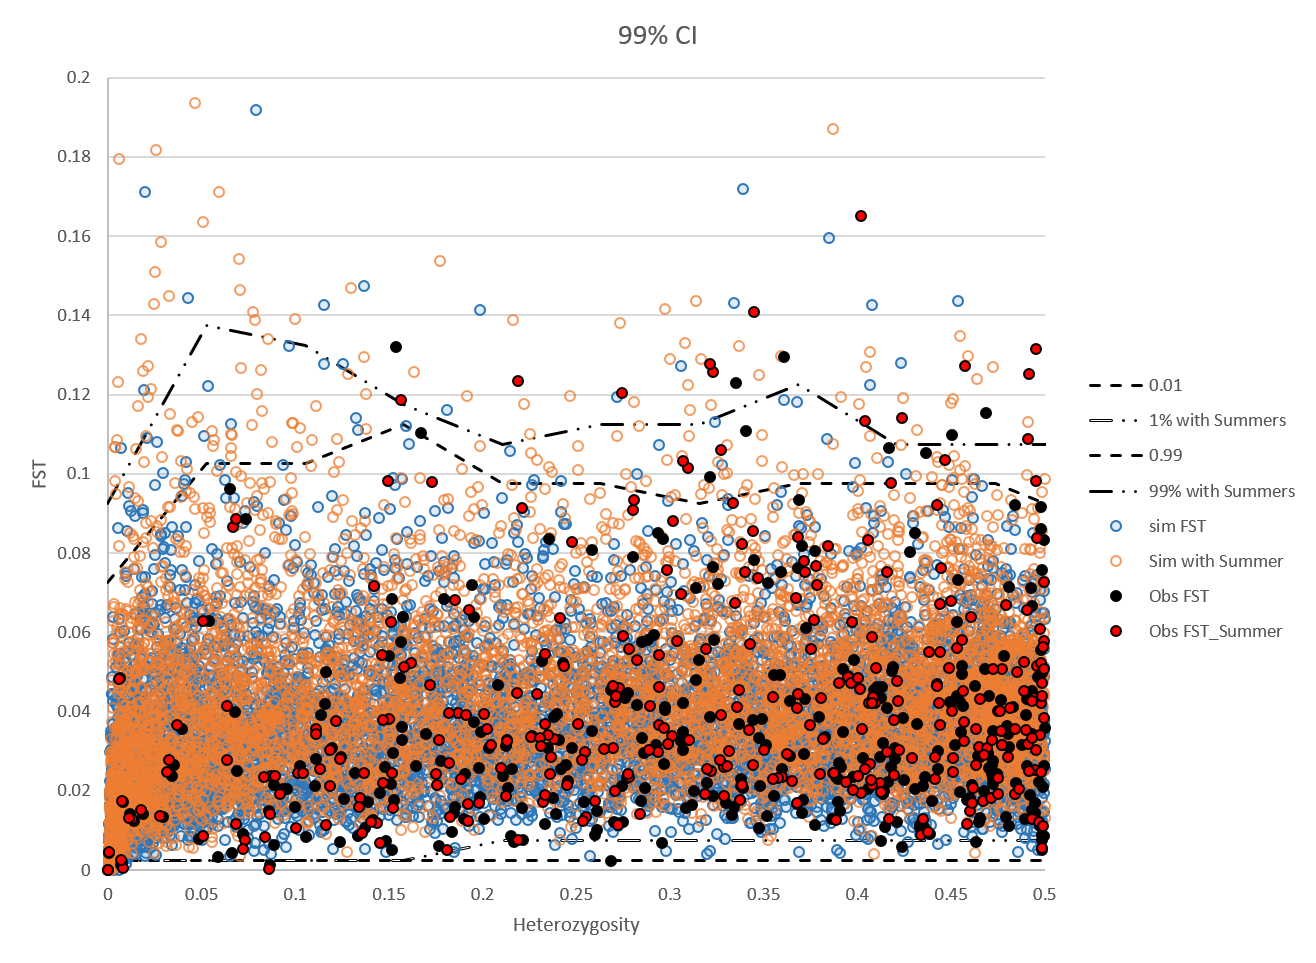 99% CI
0.2
0.18
0.16
0.14
0.12
0.1
0.08
0.06
0.04
0.02
0
FST
0 0.05 0.1 0.15 0.2 0.25 0.3 0.35 0.4 0.45 0.5
Heterozygosity
0.01
1% with Summers
0.99
99% with Summers
sim FST
Sim with Summer
Obs FST
Obs FST_Summer